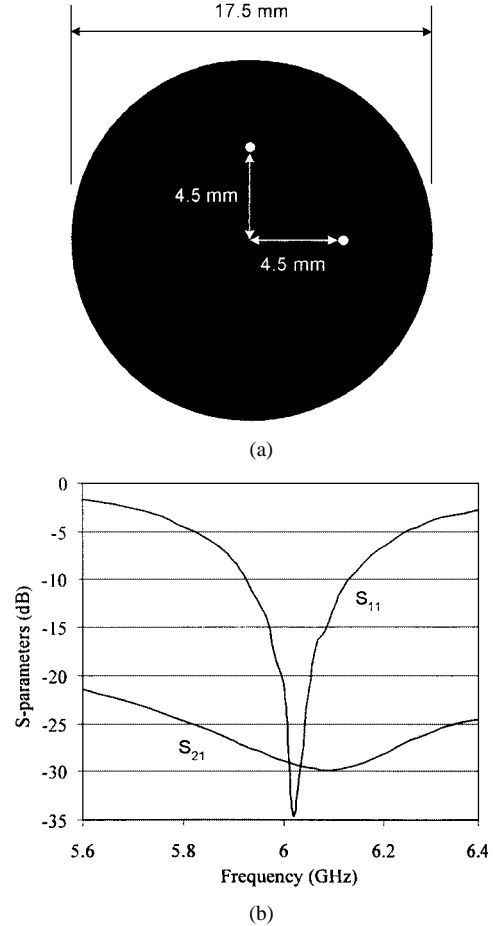 17.5 mm
4.5 mm
4.5 mm
(a)
0
-5
-10
-15
-20
-25
-30
-35
S-parameters (dB)
S11
S21
5.6
5.8
6
6.2
6.4
Frequency (GHz)
(b)